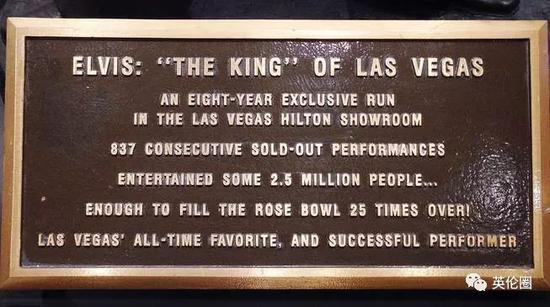 ELVIS: "THE KING" OF LAS VEGAS
AN EIGHT-YEAR EXCLUSIVE RUN
IN THE LAS VEGAS HILTON SHOWROOM
837 CONSECUTIVE SOLD-OUT PERFORMANCES
ENTERTAINED SOME 2.5 MILLION PEOPLE...
ENOUGH TO FILL THE ROSE BOWL 25 TIMES OVER!
LAS VEGAS' ALL-TIME FAVORITE, AND SUCCESSFUL PERFORMER
英伦圈